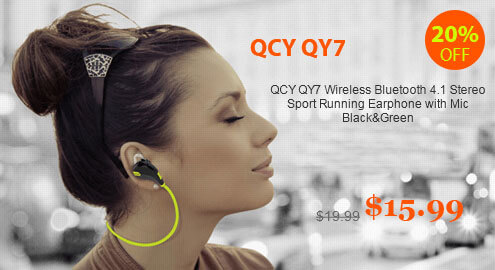 QCY QY7
20%
OFF
QCY QY7 Wireless Bluetooth 4.1 Stereo
Sport Running Earphone with Mic
Black&Green
$19.99 $15.99